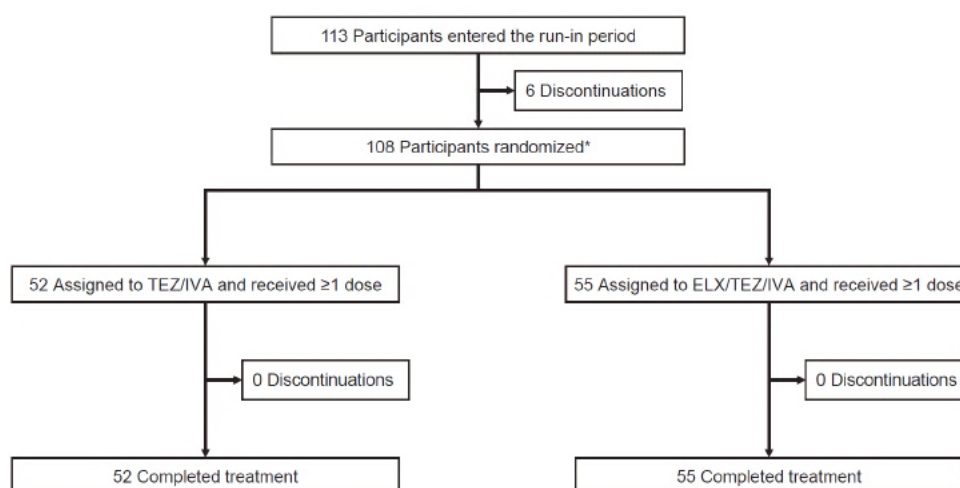 113 Participants entered the run-in period
6 Discontinuations
108 Participants randomized*
52 Assigned to TEZ/IVA and received ≥1 dose
55 Assigned to ELX/TEZ/IVA and received ≥1 dose
0 Discontinuations
0 Discontinuations
52 Completed treatment
55 Completed treatment